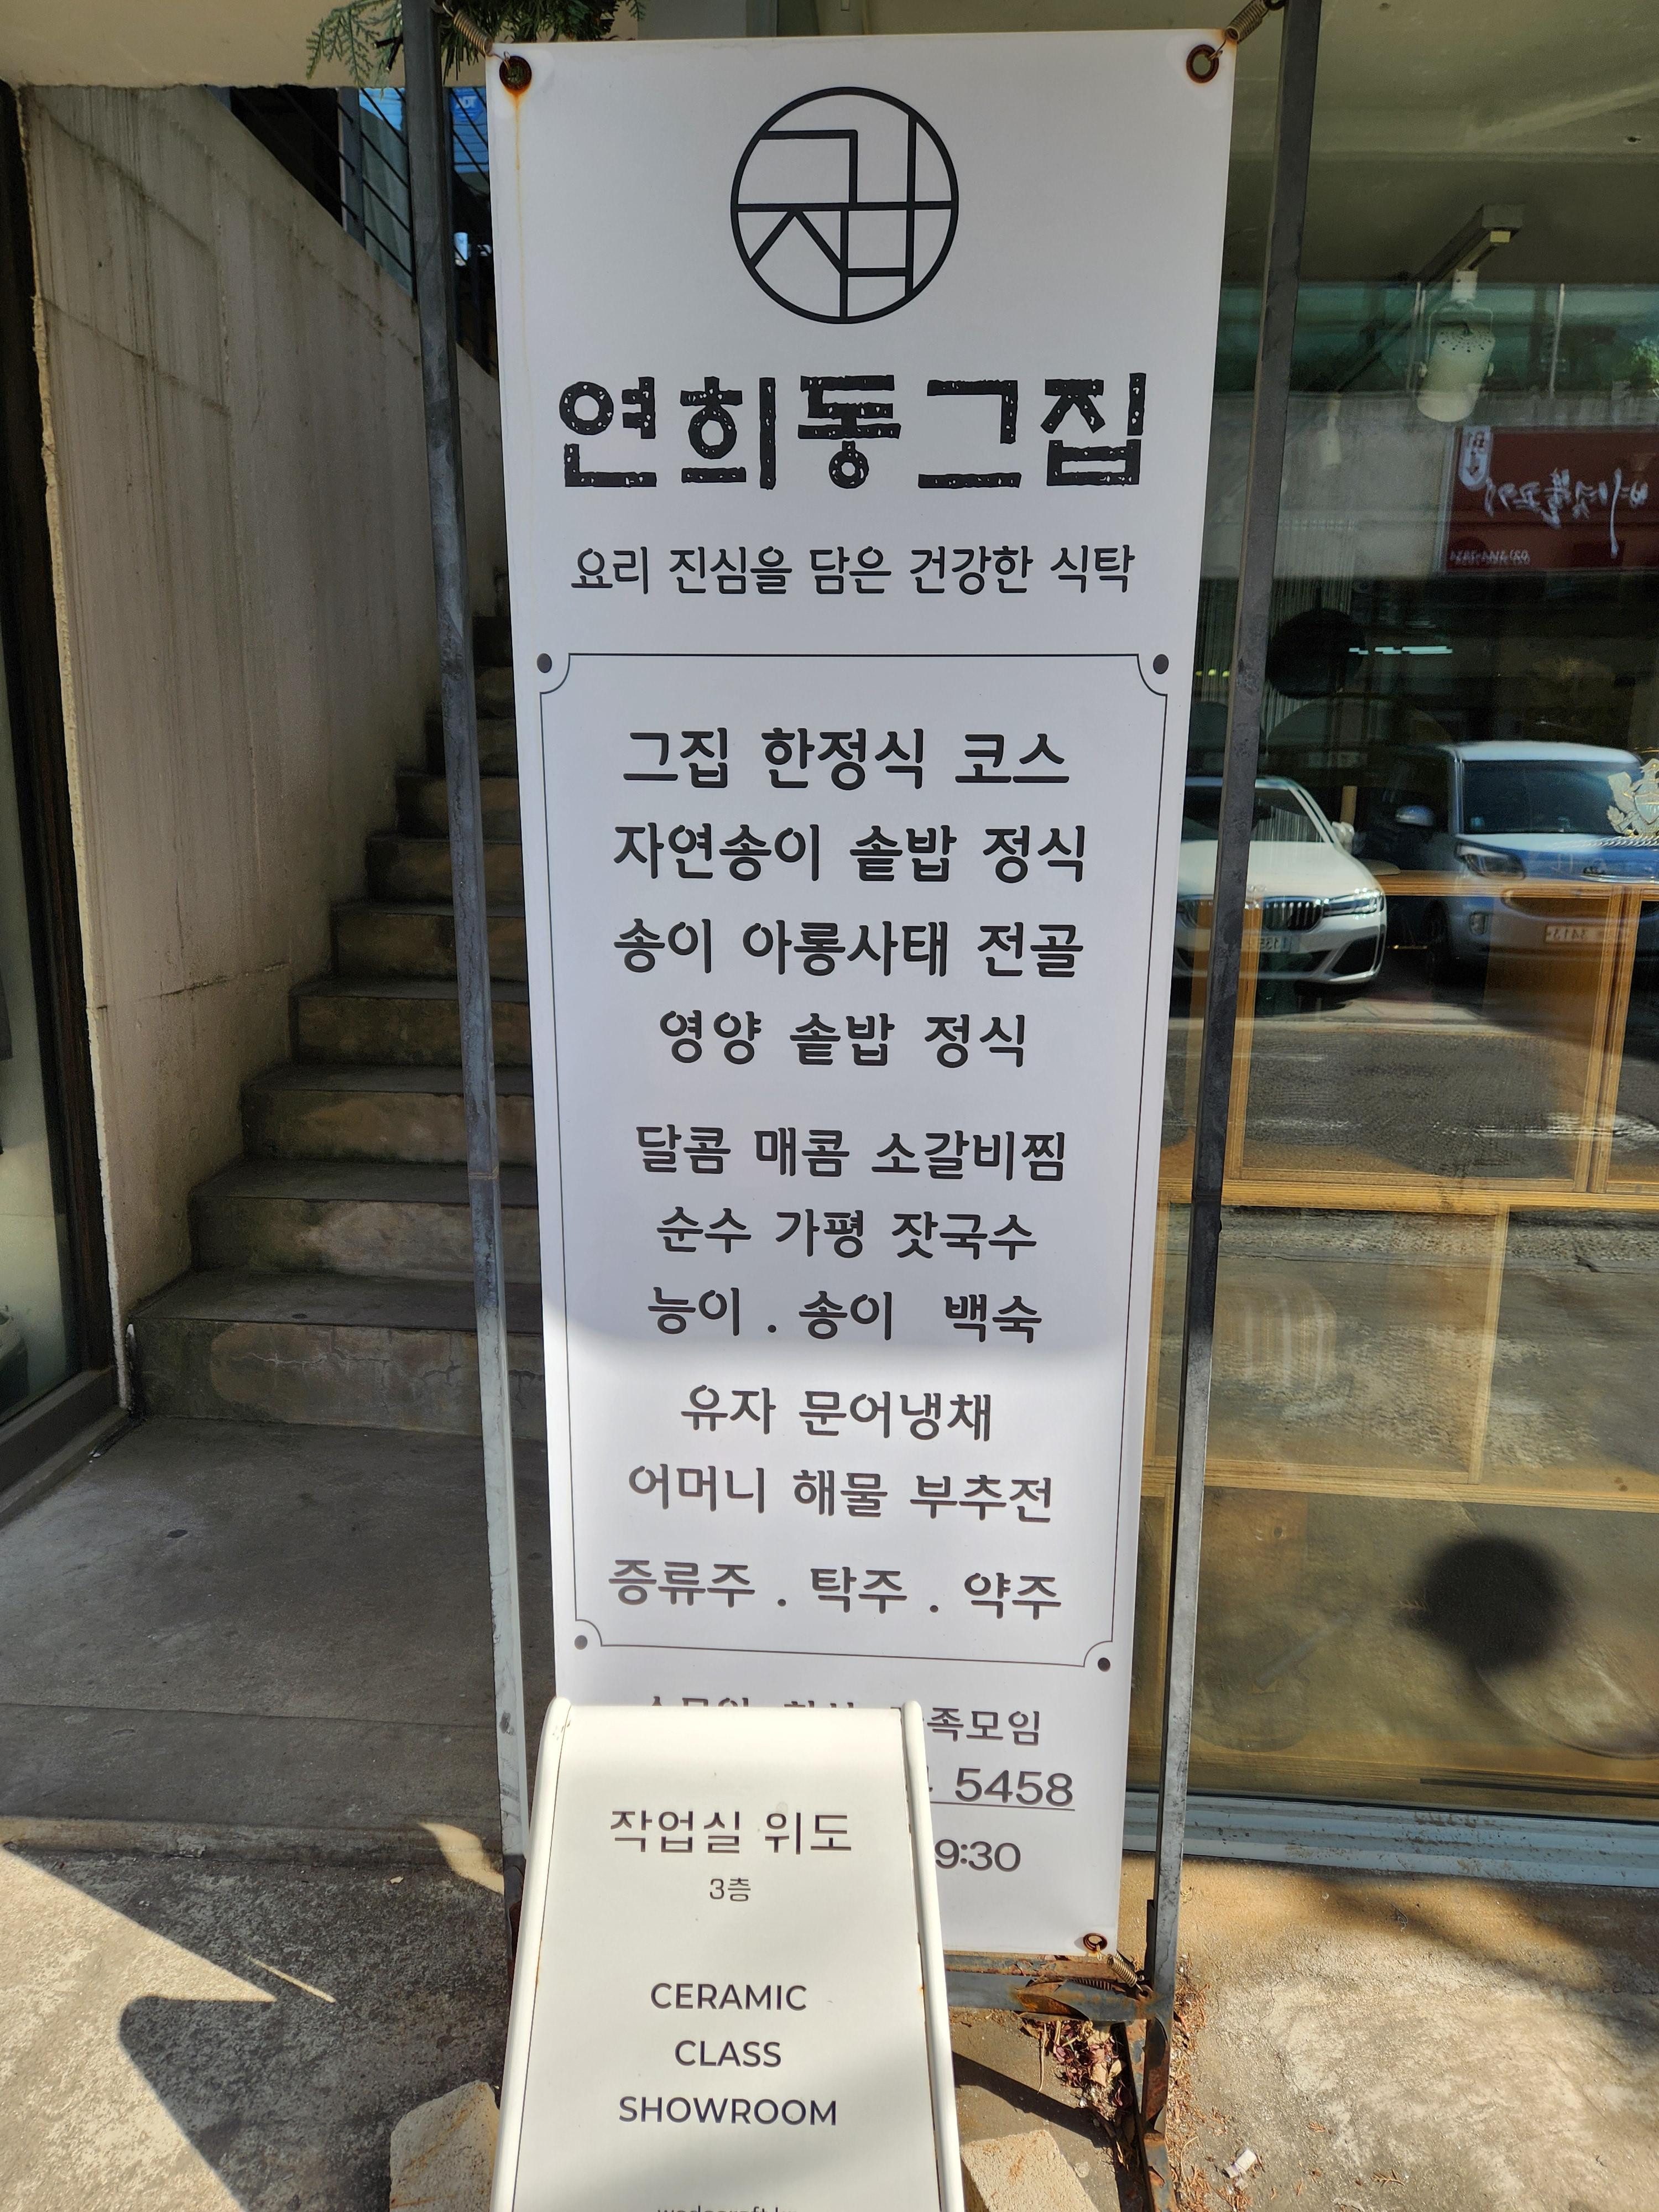 연희동그집
요리 진심을 담은 건강한 식탁
그집 한정식 코스
자연송이 솥밥 정식
송이 아롱사태 전골
영양 솥밥 정식
달콤 매콤 소갈비찜
순수 가평 잣국수
능이 . 송이 백숙
유자 문어냉채
어머니 해물 부추전
증류주 . 탁주 . 약주
5458
9:30
작업실 위도
3층
CERAMIC
CLASS
SHOWROOM